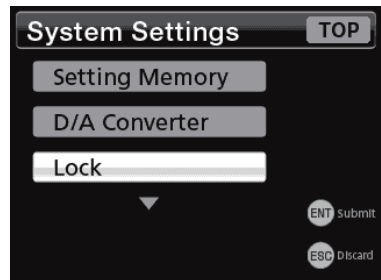 System Settings TOP
Setting Memory
D/A Converter
Lock
ENT Submit
ESC Discard